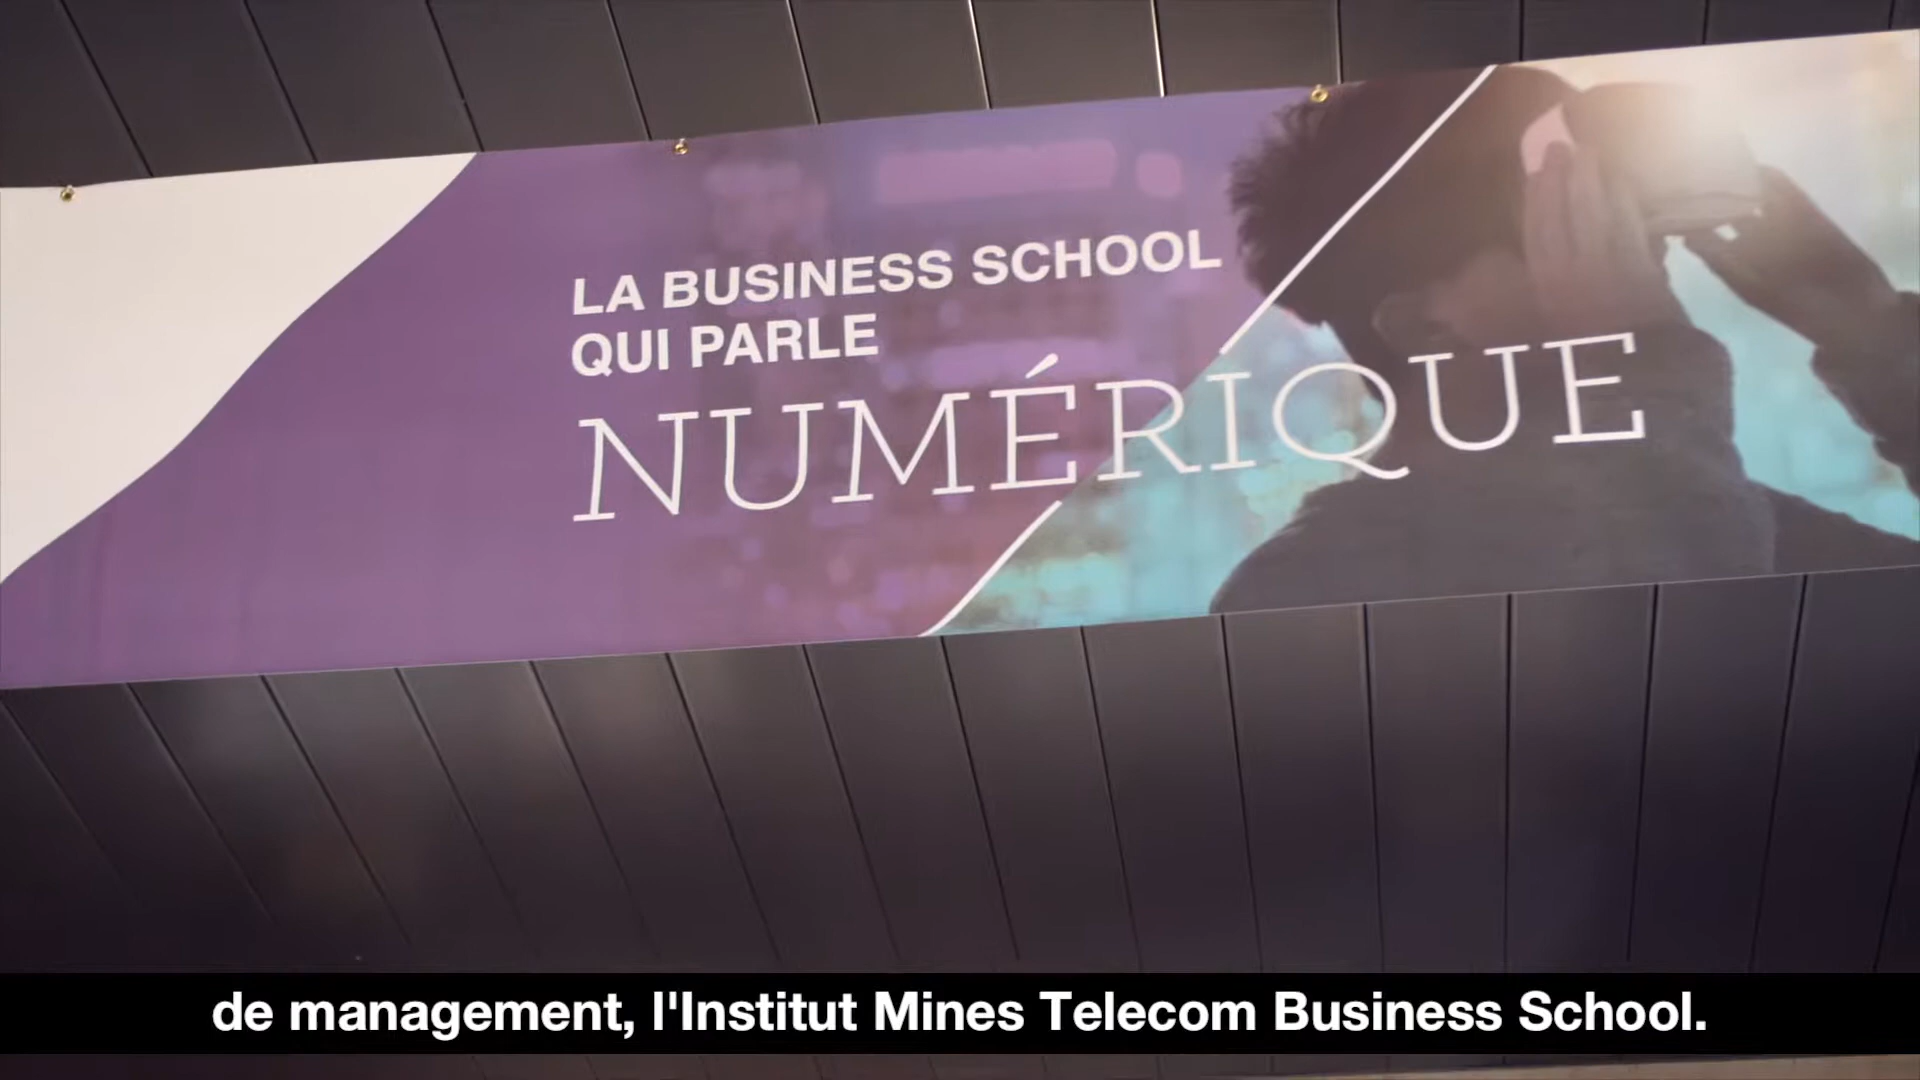 LA BUSINESS SCHOOL
QUI PARLE
NUMÉRIQUE
de management, l'Institut Mines Telecom Business School.